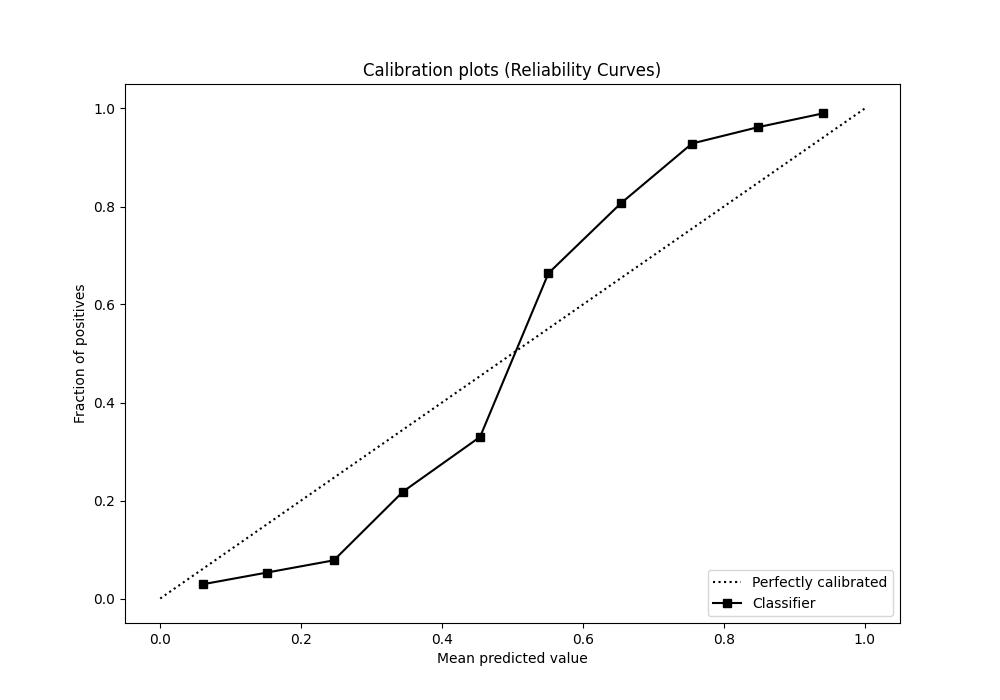 Calibration plots (Reliability Curves)
1.0
0.8
0.6
0.4
0.2
0.0
Fraction of positives
0.0 0.2 0.4 0.6 0.8 1.0
Mean predicted value
Perfectly calibrated
Classifier